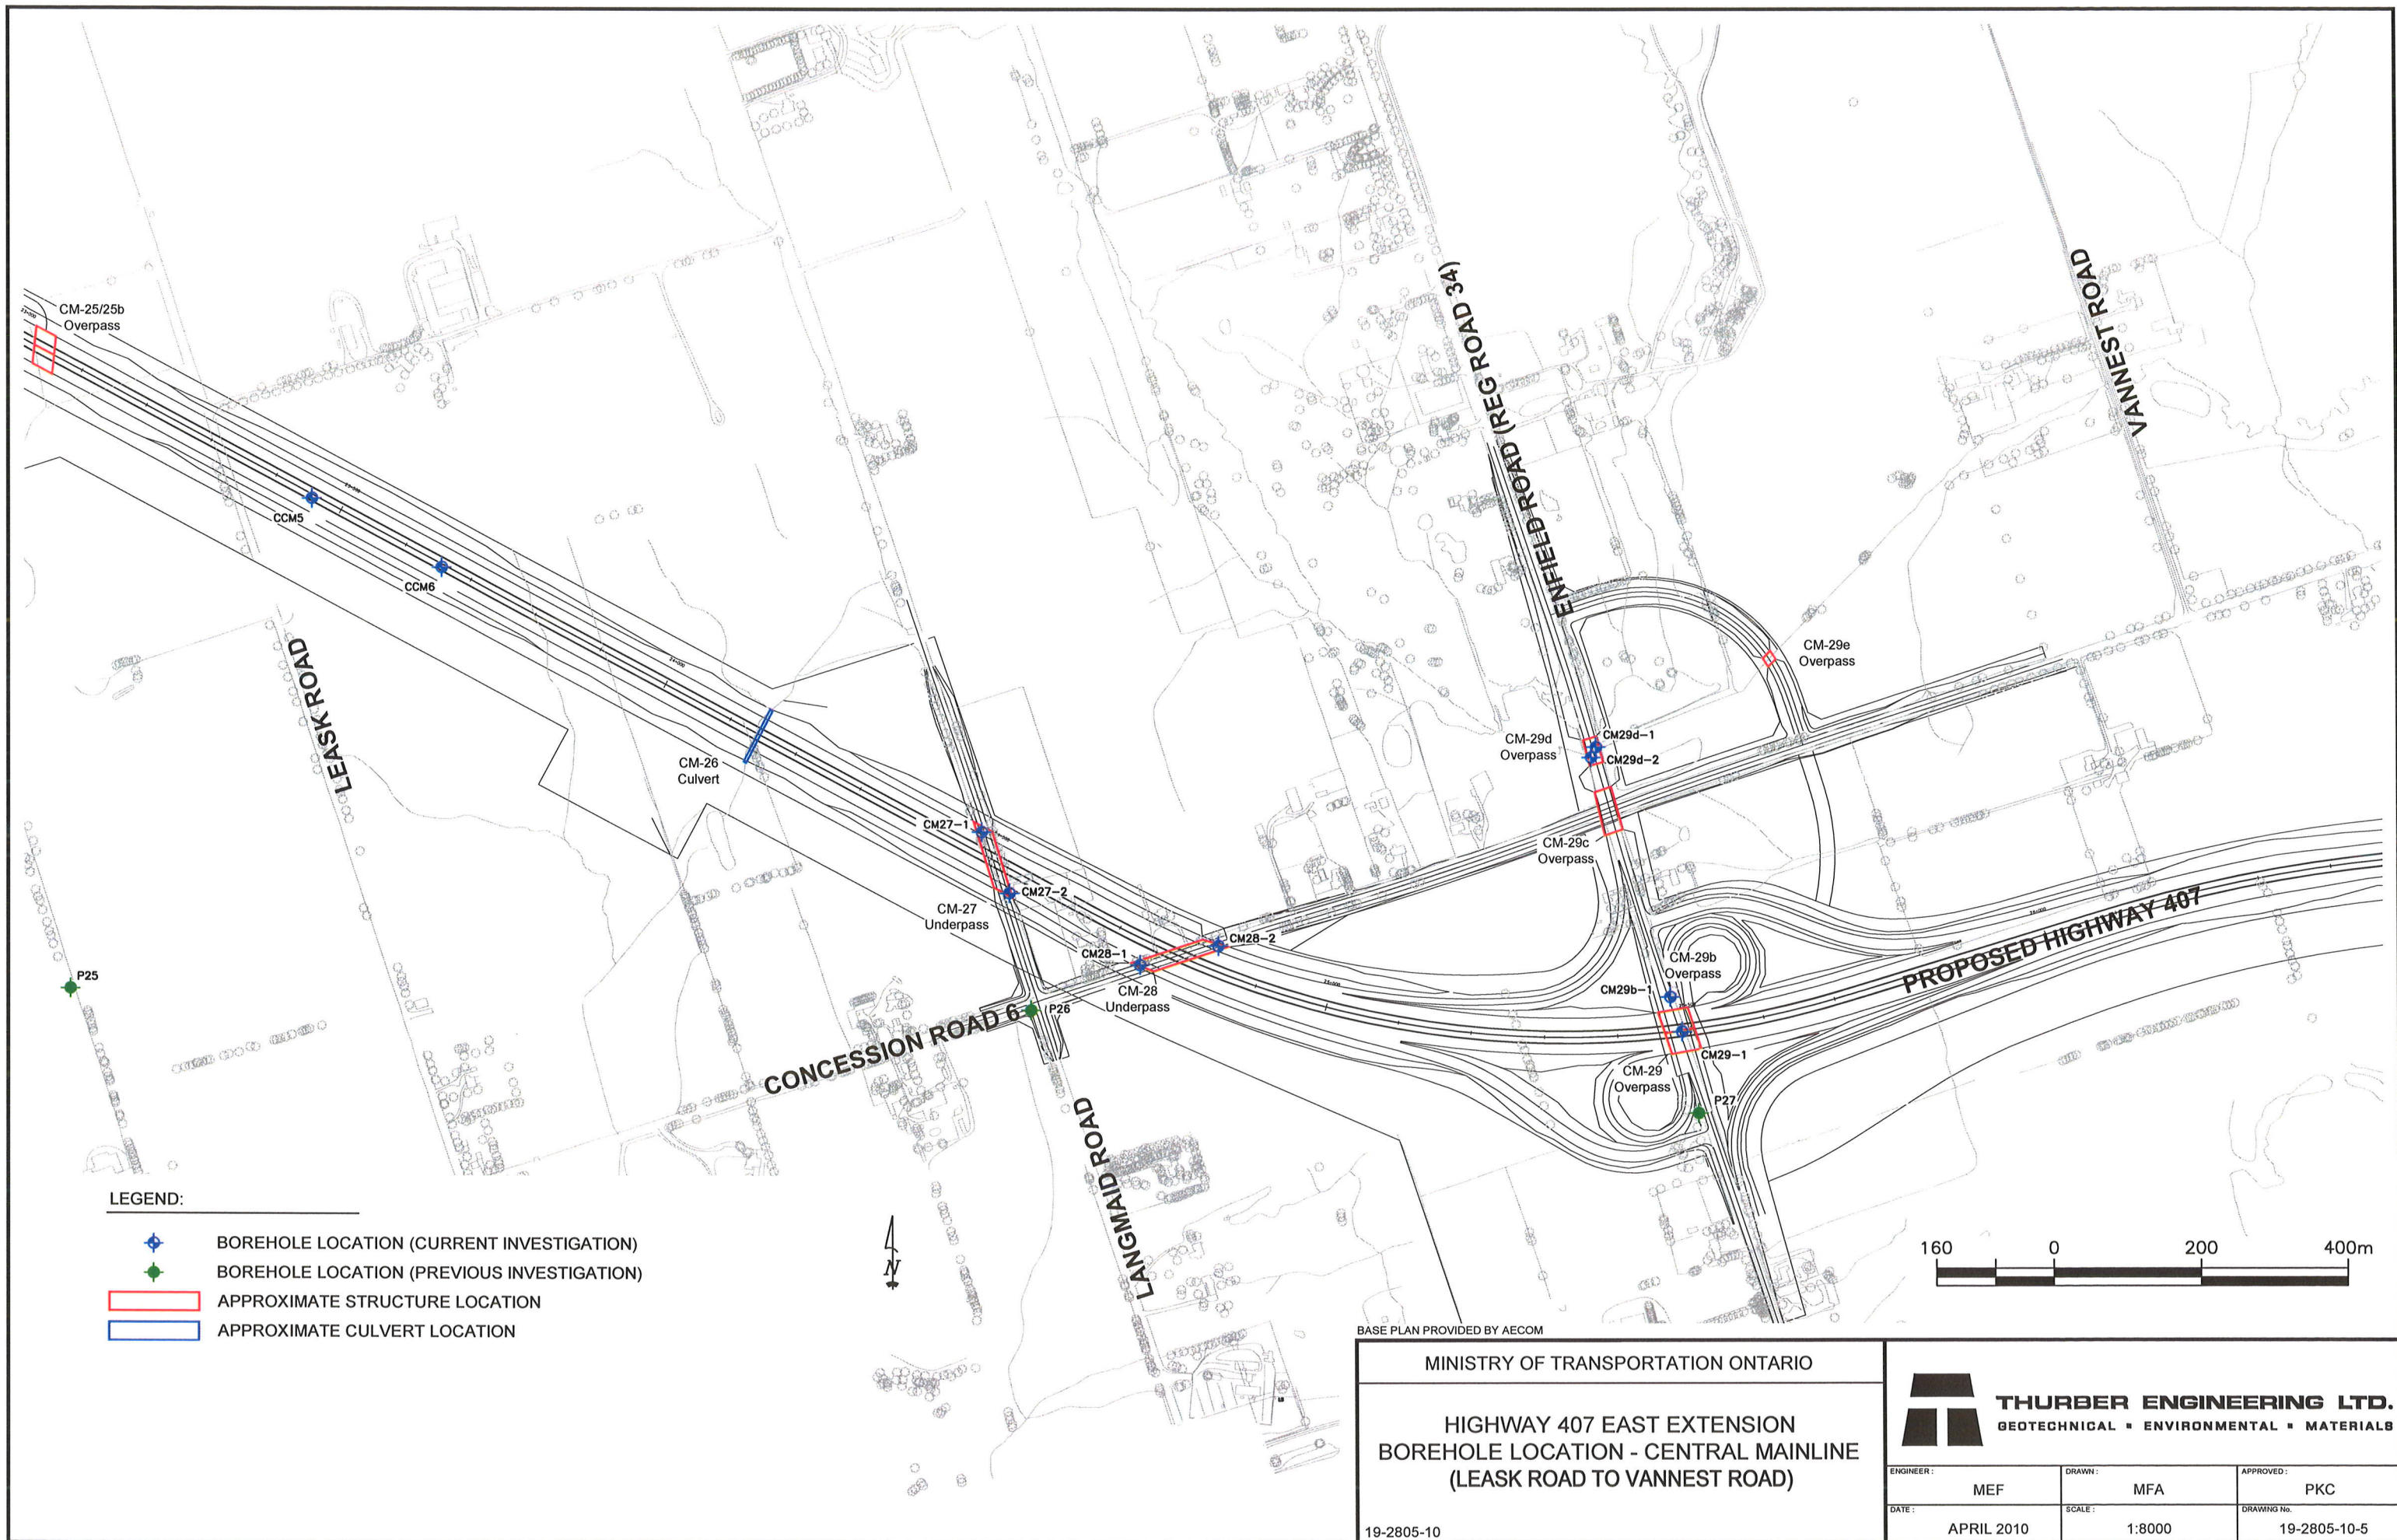 CM-25/25b
Overpass
CCM5
CCM6
LEASK ROAD
CM-26
Culvert
CM27-1
CM27-2
CM-27
Underpass
CM28-1
CM28-2
CM-28
Underpass
P25
P26
CONCESSION ROAD 6
LANGMAID ROAD
ENFIELD ROAD (REG ROAD 34)
VANNEST ROAD
CM-29e
Overpass
CM-29d
Overpass
CM29d-1
CM29d-2
CM-29c
Overpass
CM-29b
Overpass
CM29b-1
CM29-1
CM-29
Overpass
P27
PROPOSED HIGHWAY 407
LEGEND:
BOREHOLE LOCATION (CURRENT INVESTIGATION)
BOREHOLE LOCATION (PREVIOUS INVESTIGATION)
APPROXIMATE STRUCTURE LOCATION
APPROXIMATE CULVERT LOCATION
N
160 0 200 400m
BASE PLAN PROVIDED BY AECOM
MINISTRY OF TRANSPORTATION ONTARIO
HIGHWAY 407 EAST EXTENSION
BOREHOLE LOCATION - CENTRAL MAINLINE
(LEASK ROAD TO VANNEST ROAD)
19-2805-10
THURBER ENGINEERING LTD.
GEOTECHNICAL ▪ ENVIRONMENTAL ▪ MATERIALS
ENGINEER :
MEF
DRAWN :
MFA
APPROVED :
PKC
DATE :
APRIL 2010
SCALE :
1:8000
DRAWING No.
19-2805-10-5